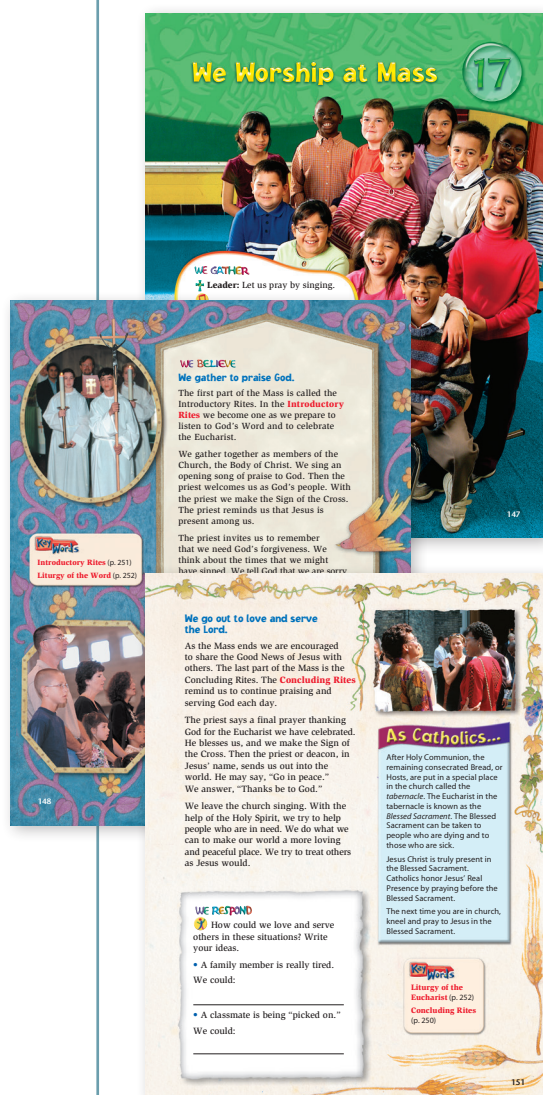 We Worship at Mass
17
WE GATHER
Leader: Let us pray by singing.
147
WE BELIEVE
We gather to praise God.
The first part of the Mass is called the
Introductory Rites. In the Introductory
Rites we become one as we prepare to
listen to God's Word and to celebrate
the Eucharist.
We gather together as members of the
Church, the Body of Christ. We sing an
opening song of praise to God. Then the
priest welcomes us as God's people. With
the priest we make the Sign of the Cross.
The priest reminds us that Jesus is
present among us.
The priest invites us to remember
that we need God's forgiveness. We
think about the times that we might
have sinned. We tell God that we are sorry
Key Words
Introductory Rites (p. 251)
Liturgy of the Word (p. 252)
148
We go out to love and serve
the Lord.
As the Mass ends we are encouraged
to share the Good News of Jesus with
others. The last part of the Mass is the
Concluding Rites. The Concluding Rites
remind us to continue praising and
serving God each day.
The priest says a final prayer thanking
God for the Eucharist we have celebrated.
He blesses us, and we make the Sign of
the Cross. Then the priest or deacon, in
Jesus' name, sends us out into the
world. He may say, "Go in peace."
We answer, "Thanks be to God."
We leave the church singing. With the
help of the Holy Spirit, we try to help
people who are in need. We do what we
can to make our world a more loving
and peaceful place. We try to treat others
as Jesus would.
WE RESPOND
How could we love and serve
others in these situations? Write
your ideas.
• A family member is really tired.
We could:
• A classmate is being "picked on."
We could:
As Catholics...
After Holy Communion, the
remaining consecrated Bread, or
Hosts, are put in a special place
in the church called the
tabernacle. The Eucharist in the
tabernacle is known as the
Blessed Sacrament. The Blessed
Sacrament can be taken to
people who are dying and to
those who are sick.
Jesus Christ is truly present in
the Blessed Sacrament.
Catholics honor Jesus' Real
Presence by praying before the
Blessed Sacrament.
The next time you are in church,
kneel and pray to Jesus in the
Blessed Sacrament.
Key Words
Liturgy of the
Eucharist (p. 252)
Concluding Rites
(p. 250)
151